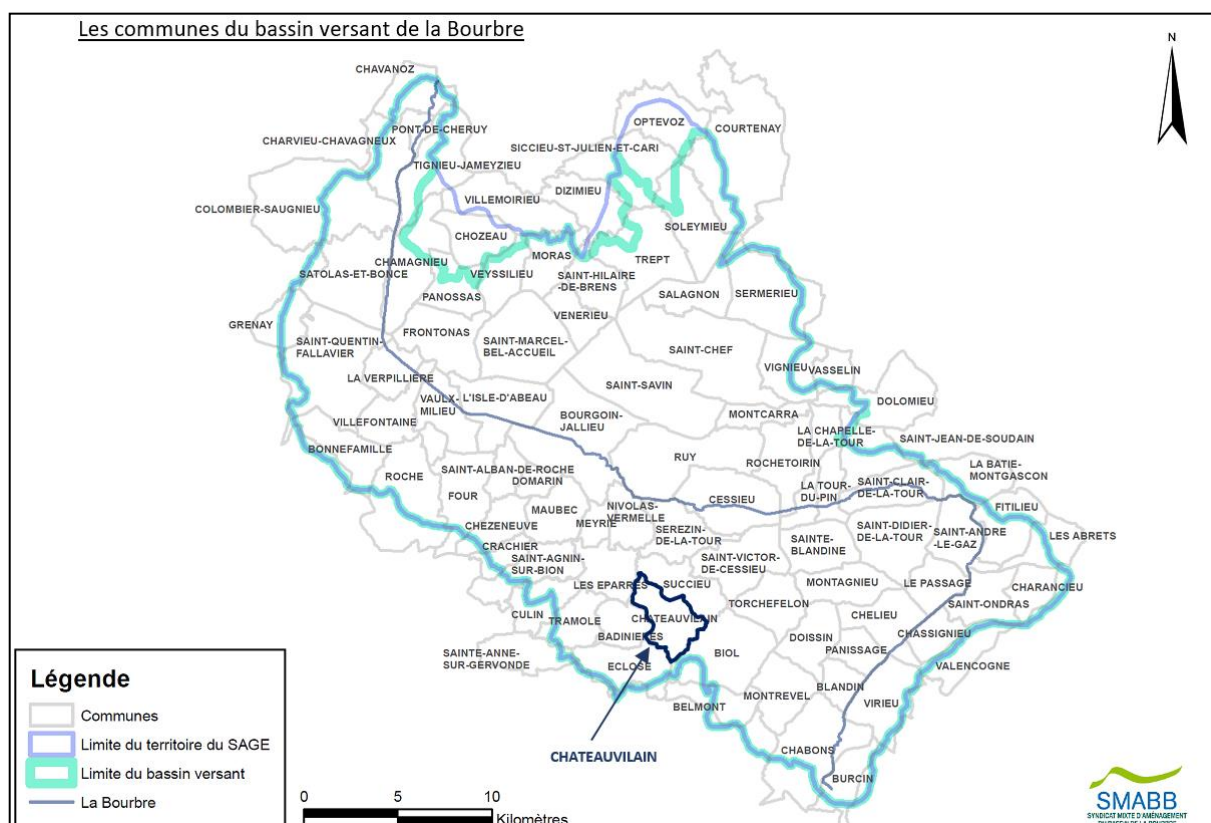 Les communes du bassin versant de la Bourbre
N
CHAVANOZ
PONT-DE-CHERUY
CHARVIEU-CHAVAGNEUX
OPTEVOZ
COURTENAY
SICCIEU-ST-JULIEN-ET-CARI
TIGNIEU-JAMEYZIEU
DIZIMIEU
VILLEMOIRIEU
COLOMBIER-SAUGNIEU
SOLEYMIEU
CHOZEAU
MORAS
TREPT
CHAMAGNIEU
SATOLAS-ET-BONCE
VEYSSILIEU
SAINT-HILAIRE
-DE-BRENS
PANOSSAS
SALAGNON
SERMERIEU
VENERIEU
GRENAY
FRONTONAS
SAINT-QUENTIN-
FALLAVIER
SAINT-MARCEL-
BEL-ACCUEIL
SAINT-CHEF
VIGNIEU
VASSELIN
LA VERPILLIERE
SAINT-SAVIN
VAULX-
MILIEU
L'ISLE-D'ABEAU
DOLOMIEU
BOURGOIN-
JALLIEU
MONTCARRA
VILLEFONTAINE
LA CHAPELLE-
DE-LA-TOUR
SAINT-JEAN-DE-SOUDAIN
BONNEFAMILLE
RUY
ROCHETOIRIN
LA BATIE-
MONTGASCON
ROCHE
SAINT-ALBAN-DE-ROCHE
DOMARIN
LA TOUR-
DU-PIN
SAINT-CLAIR-
DE-LA-TOUR
FOUR
CESSIEU
FITILIEU
MAUBEC
NIVOLAS-
VERMELLE
CHEZENEUVE
MEYRIE
SEREZIN-
DE-LA-TOUR
SAINT-DIDIER-
DE-LA-TOUR
SAINT-ANDRE
-LE-GAZ
LES ABRETS
CRACHIER
SAINTE-
BLANDINE
SAINT-AGNIN-
SUR-BION
SAINT-VICTOR-
DE-CESSIEU
LES EPARRES
SUCCIEU
MONTAGNIEU
LE PASSAGE
CHARANCIEU
TORCHEFELON
SAINT-ONDRAS
CULIN
TRAMOLE
CHATEAUVILAIN
CHELIEU
BADINIERES
DOISSIN
CHASSIGNIEU
SAINTE-ANNE-
SUR-GERVONDE
PANISSAGE
ECLOSE
BIOL
VALENCOGNE
BLANDIN
MONTREVEL
VIRIEU
BELMONT
CHABONS
BURCIN
CHATEAUVILAIN
Légende
Communes
Limite du territoire du SAGE
Limite du bassin versant
La Bourbre
0 5 10
Kilomètres
SMABB
SYNDICAT MIXTE D'AMÉNAGEMENT
DU BASSIN DE LA BOURBRE